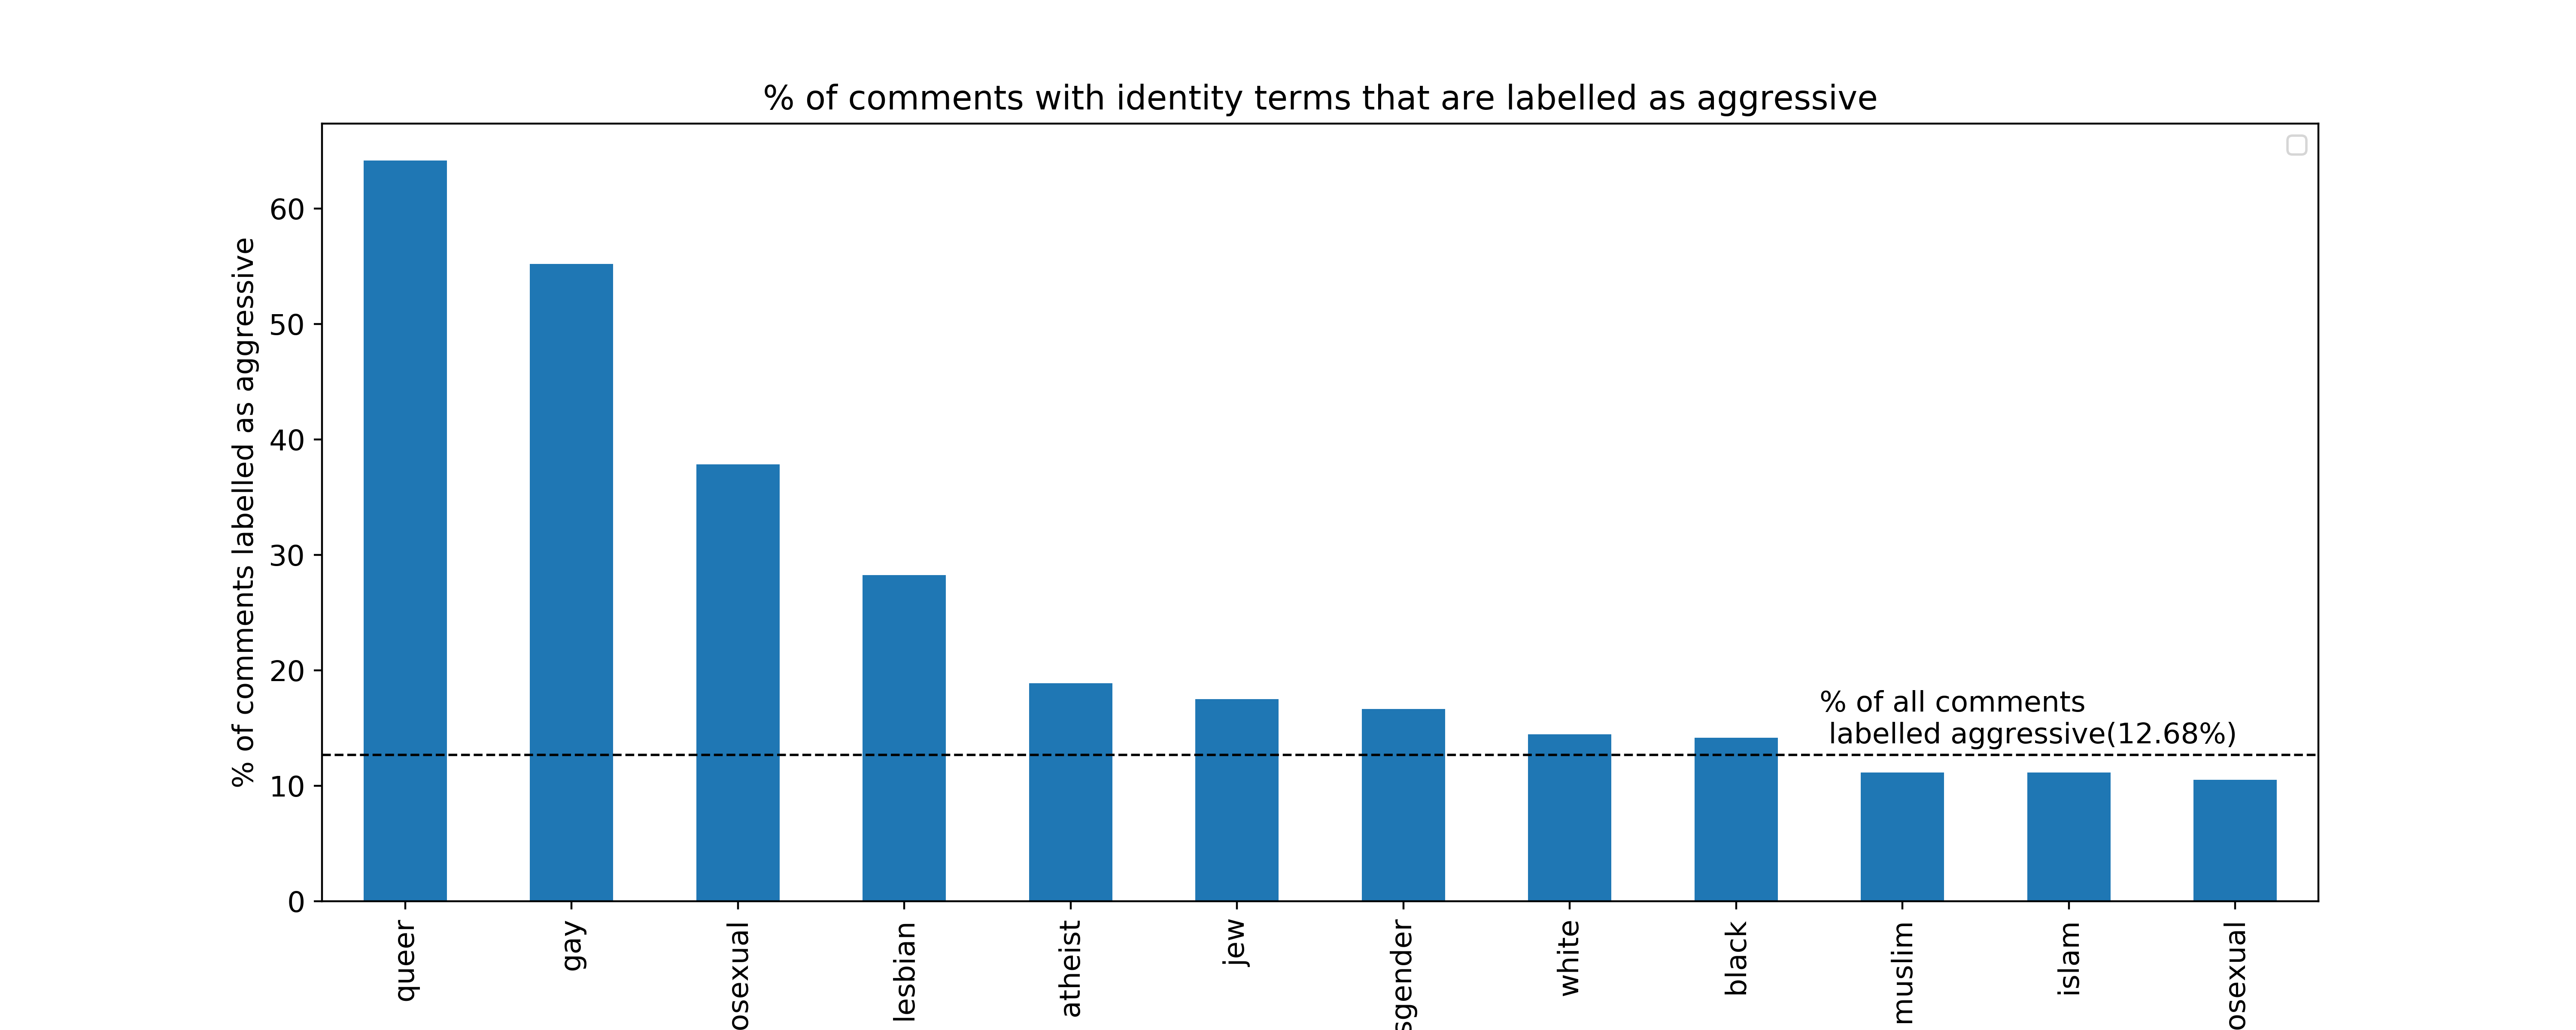 % of comments with identity terms that are labelled as aggressive
% of comments labelled as aggressive
60
50
40
30
20
10
0
% of all comments
labelled aggressive(12.68%)
queer
gay
osexual
lesbian
atheist
jew
sgender
white
black
muslim
islam
osexual